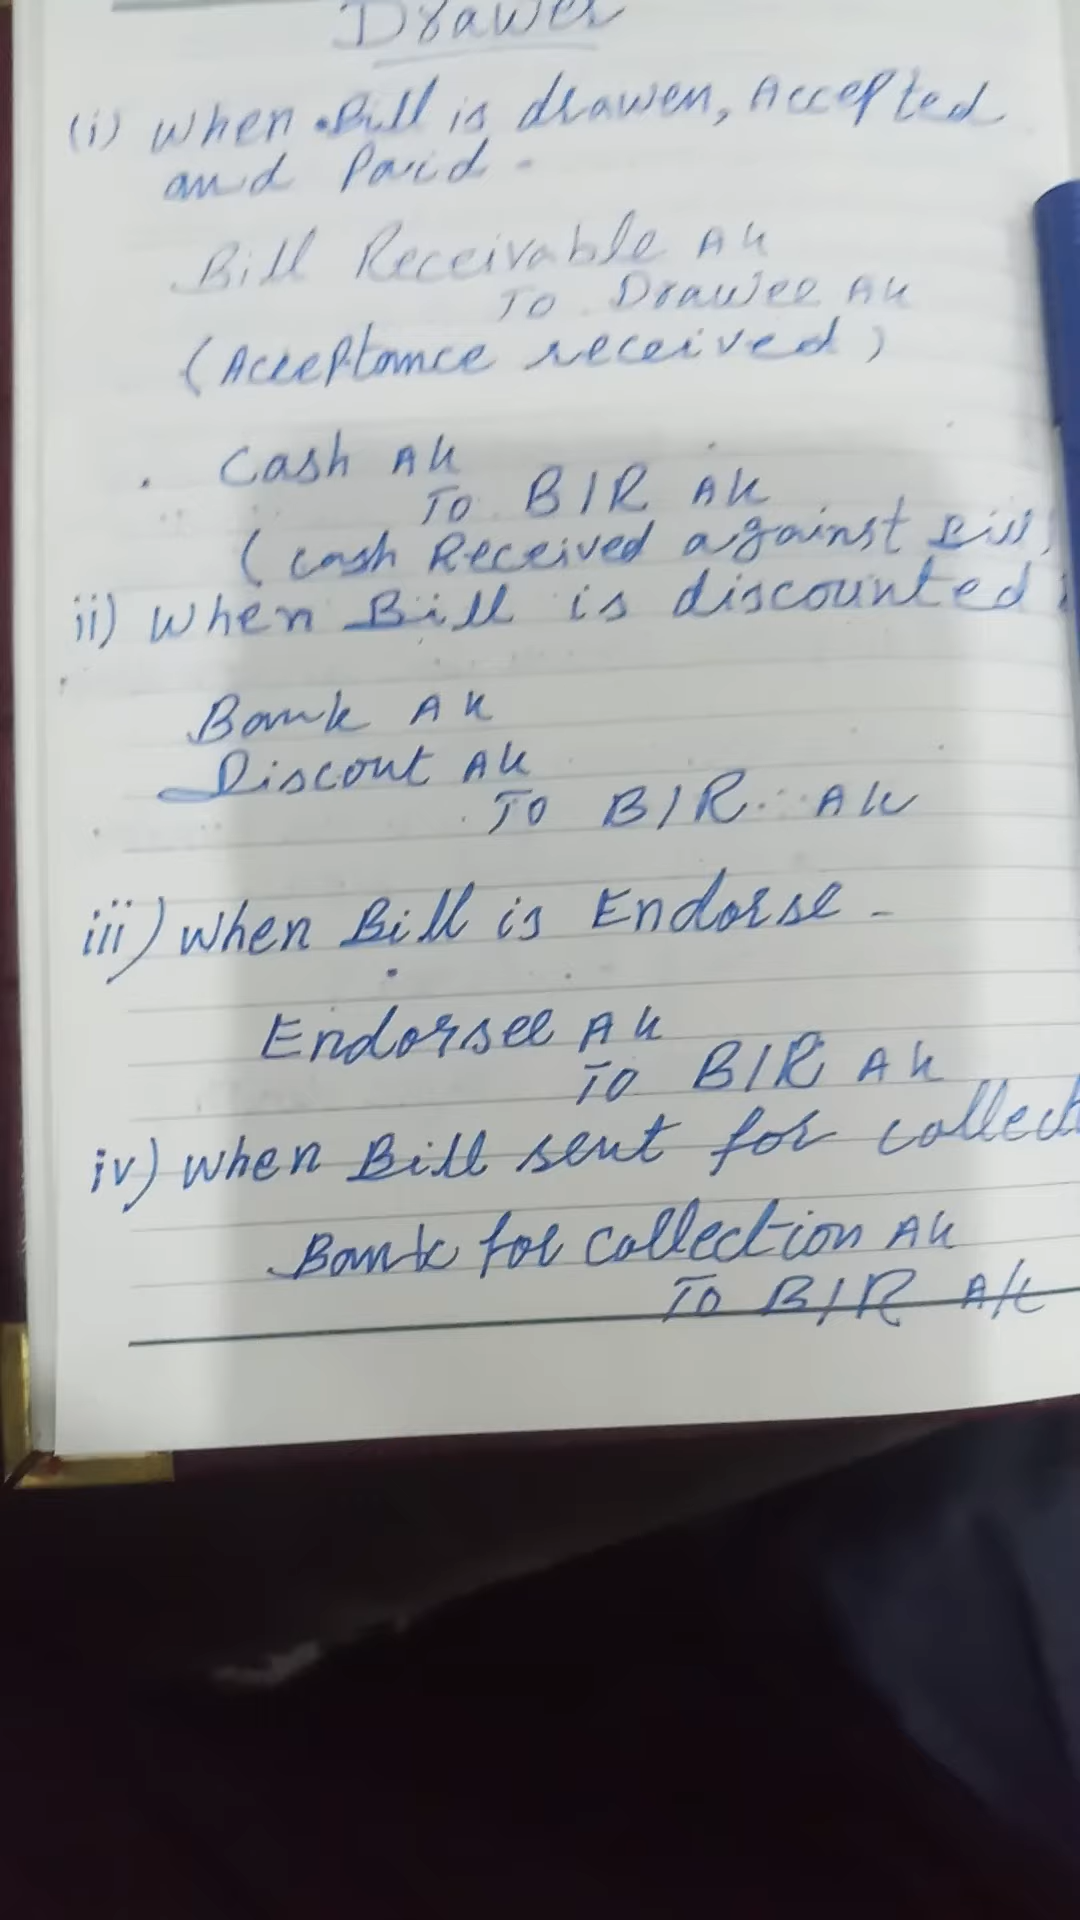 Drawer
(i) When Bill is drawen, Accepted
and Paid -
Bill Receivable A/c
To Drawee A/c
(Acceptance received)
Cash A/c
To B/R A/c
(cash Received against Bill)
ii) When Bill is discounted
Bank A/c
Discout A/c
To B/R A/c
iii) When Bill is Endorse -
Endorsee A/c
To B/R A/c
iv) When Bill sent for collect
Bank for collection A/c
To B/R A/c